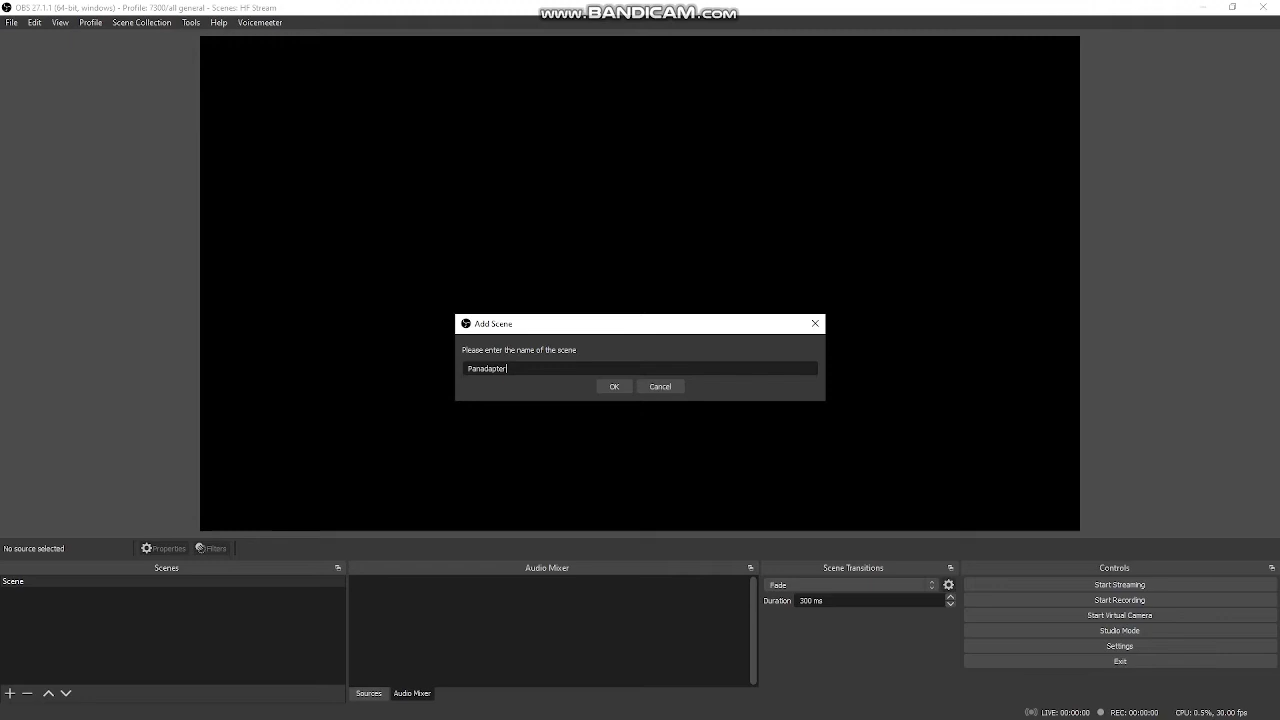 OBS 27.1.1 (64-bit, windows) - Profile: 7300/all general - Scenes: HF Stream
www.BANDICAM.com
File Edit View Profile Scene Collection Tools Help Voicemeeter
Add Scene
Please enter the name of the scene
Panadapter
OK Cancel
No source selected Properties Filters
Scenes Audio Mixer Scene Transitions Controls
Scene
Fade
Duration 300 ms
Start Streaming
Start Recording
Start Virtual Camera
Studio Mode
Settings
Exit
Sources Audio Mixer
LIVE: 00:00:00 REC: 00:00:00 CPU: 0.5%, 30.00 fps